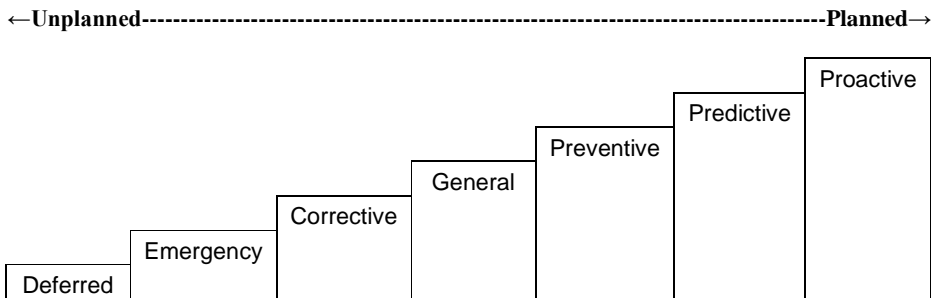 ←Unplanned--------------------------------------------------------------------------------------Planned→
Proactive
Predictive
Preventive
General
Corrective
Emergency
Deferred